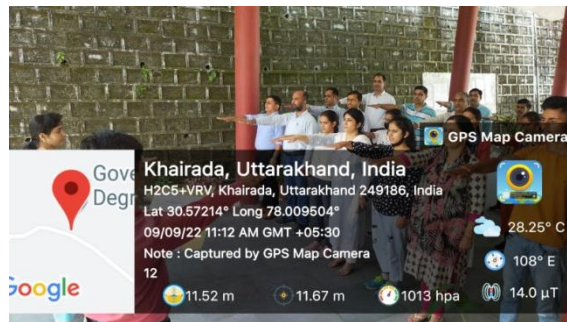 GPS Map Camera
Gove
Degr
Google
Khairada, Uttarakhand, India
H2C5+VRV, Khairada, Uttarakhand 249186, India
Lat 30.57214° Long 78.009504°
09/09/22 11:12 AM GMT +05:30
Note : Captured by GPS Map Camera
12
28.25° C
108° E
11.52 m
11.67 m
1013 hpa
14.0 µT